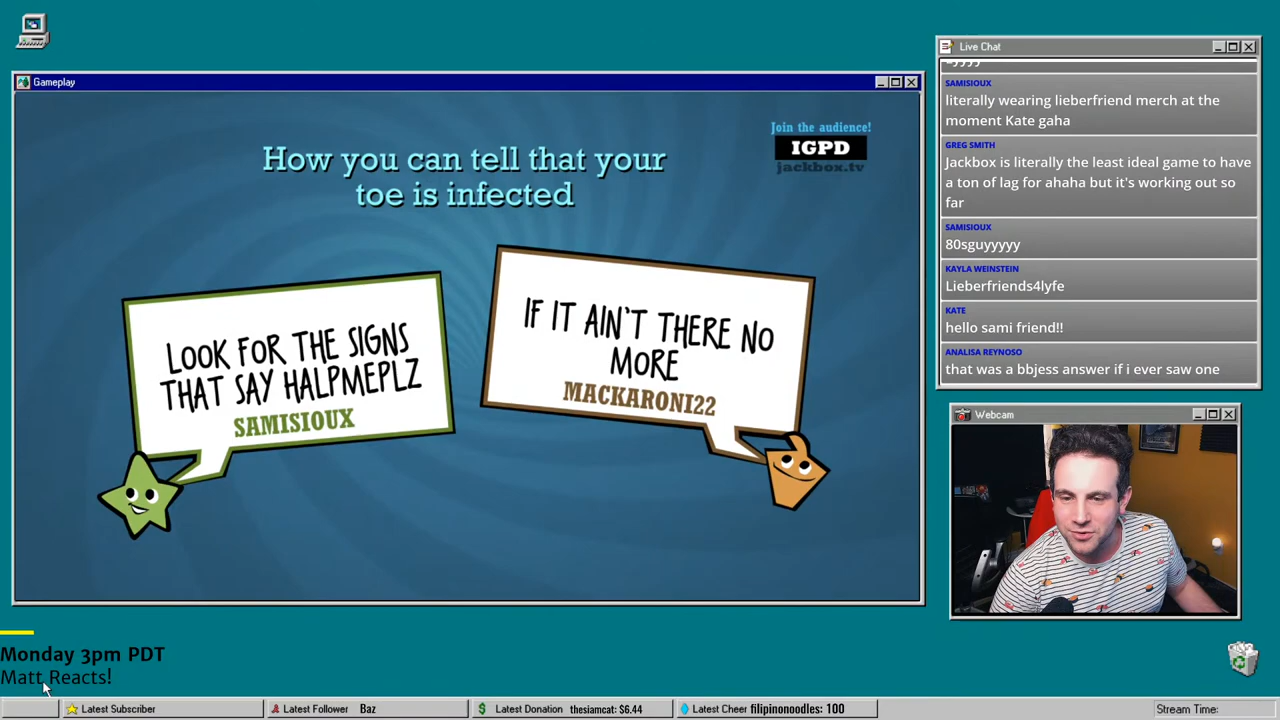 Gameplay
How you can tell that your
toe is infected
Join the audience!
IGPD
jackbox.tv
LOOK FOR THE SIGNS
THAT SAY HALPMEPLZ
SAMISIOUX
IF IT AIN'T THERE NO
MORE
MACKARONI22
Live Chat
SAMISIOUX
literally wearing lieberfriend merch at the
moment Kate gaha
GREG SMITH
Jackbox is literally the least ideal game to have
a ton of lag for ahaha but it's working out so
far
SAMISIOUX
80sguyyyyy
KAYLA WEINSTEIN
Lieberfriends4lyfe
KATE
hello sami friend!!
ANALISA REYNOSO
that was a bbjess answer if i ever saw one
Webcam
Monday 3pm PDT
Matt Reacts!
Latest Subscriber
Latest Follower Baz
Latest Donation thesiamcat: $6.44
Latest Cheer filipinonoodles: 100
Stream Time: